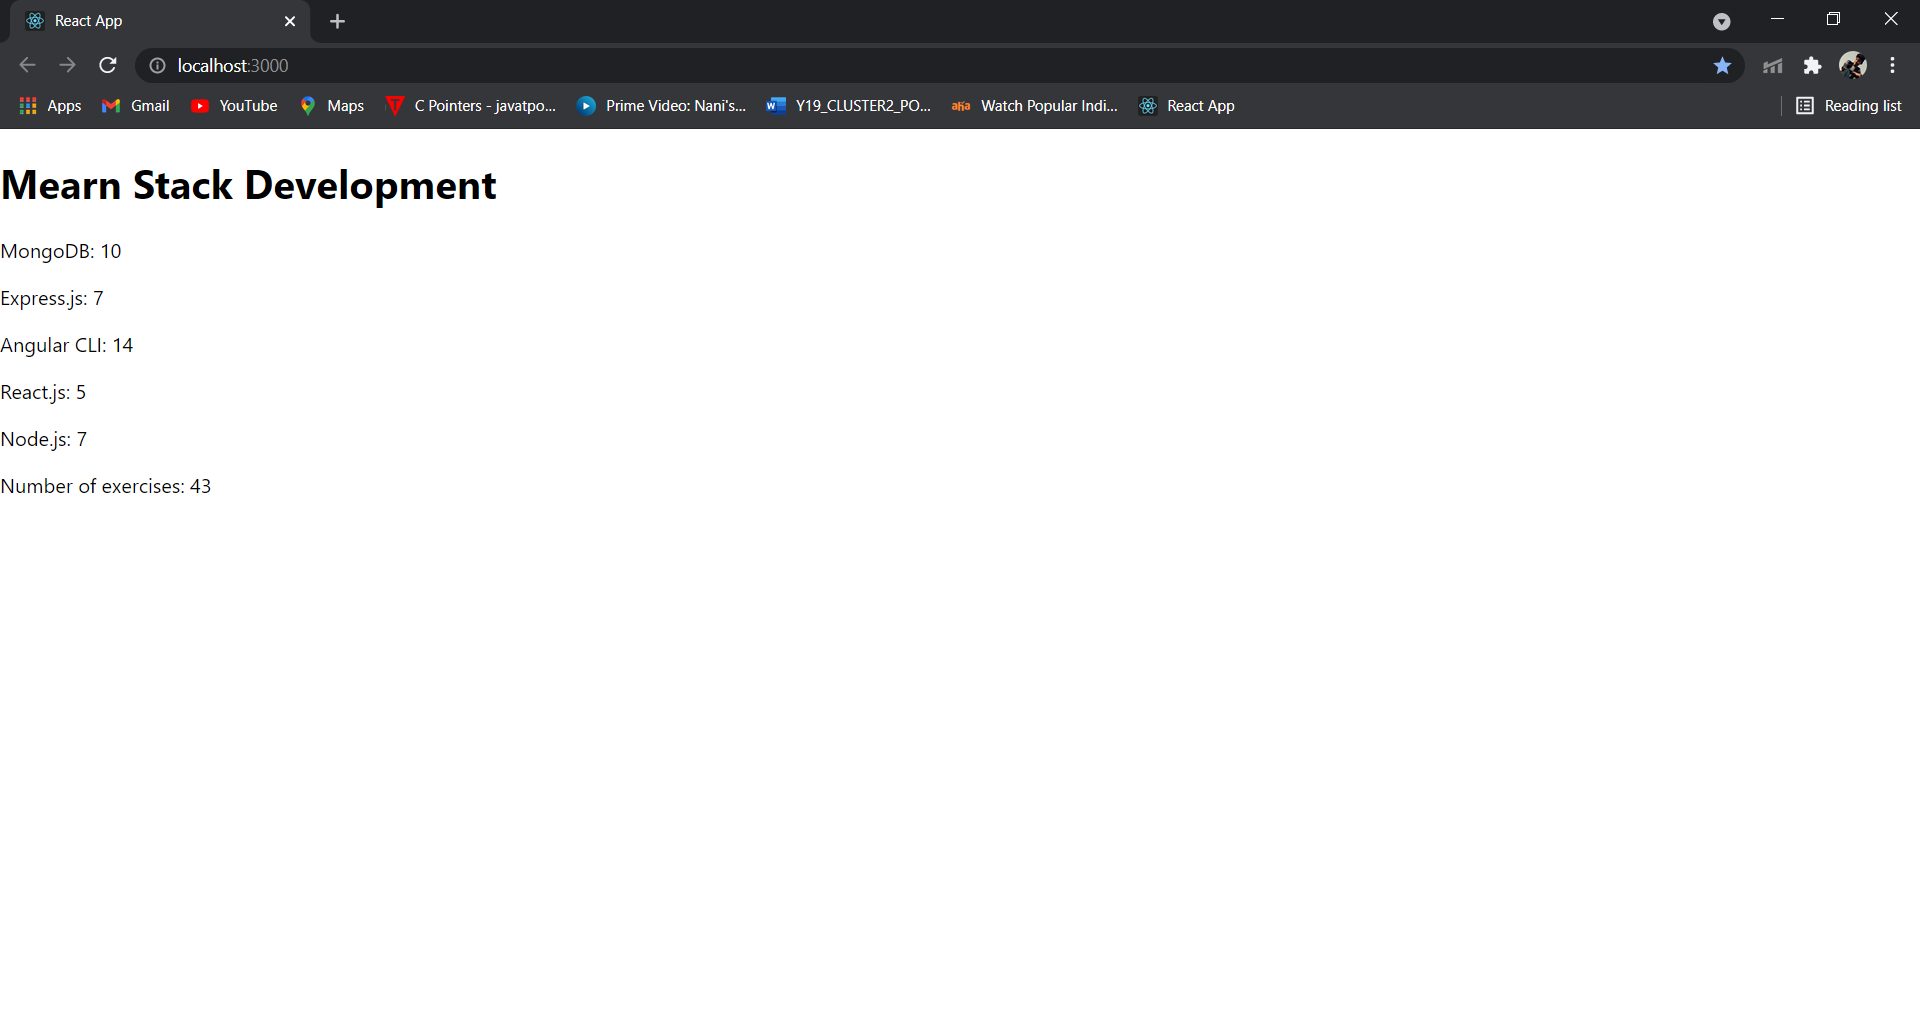 React App
localhost:3000
Apps Gmail YouTube Maps C Pointers - javatpo... Prime Video: Nani's... Y19_CLUSTER2_PO... aha Watch Popular Indi... React App Reading list
Mearn Stack Development
MongoDB: 10
Express.js: 7
Angular CLI: 14
React.js: 5
Node.js: 7
Number of exercises: 43